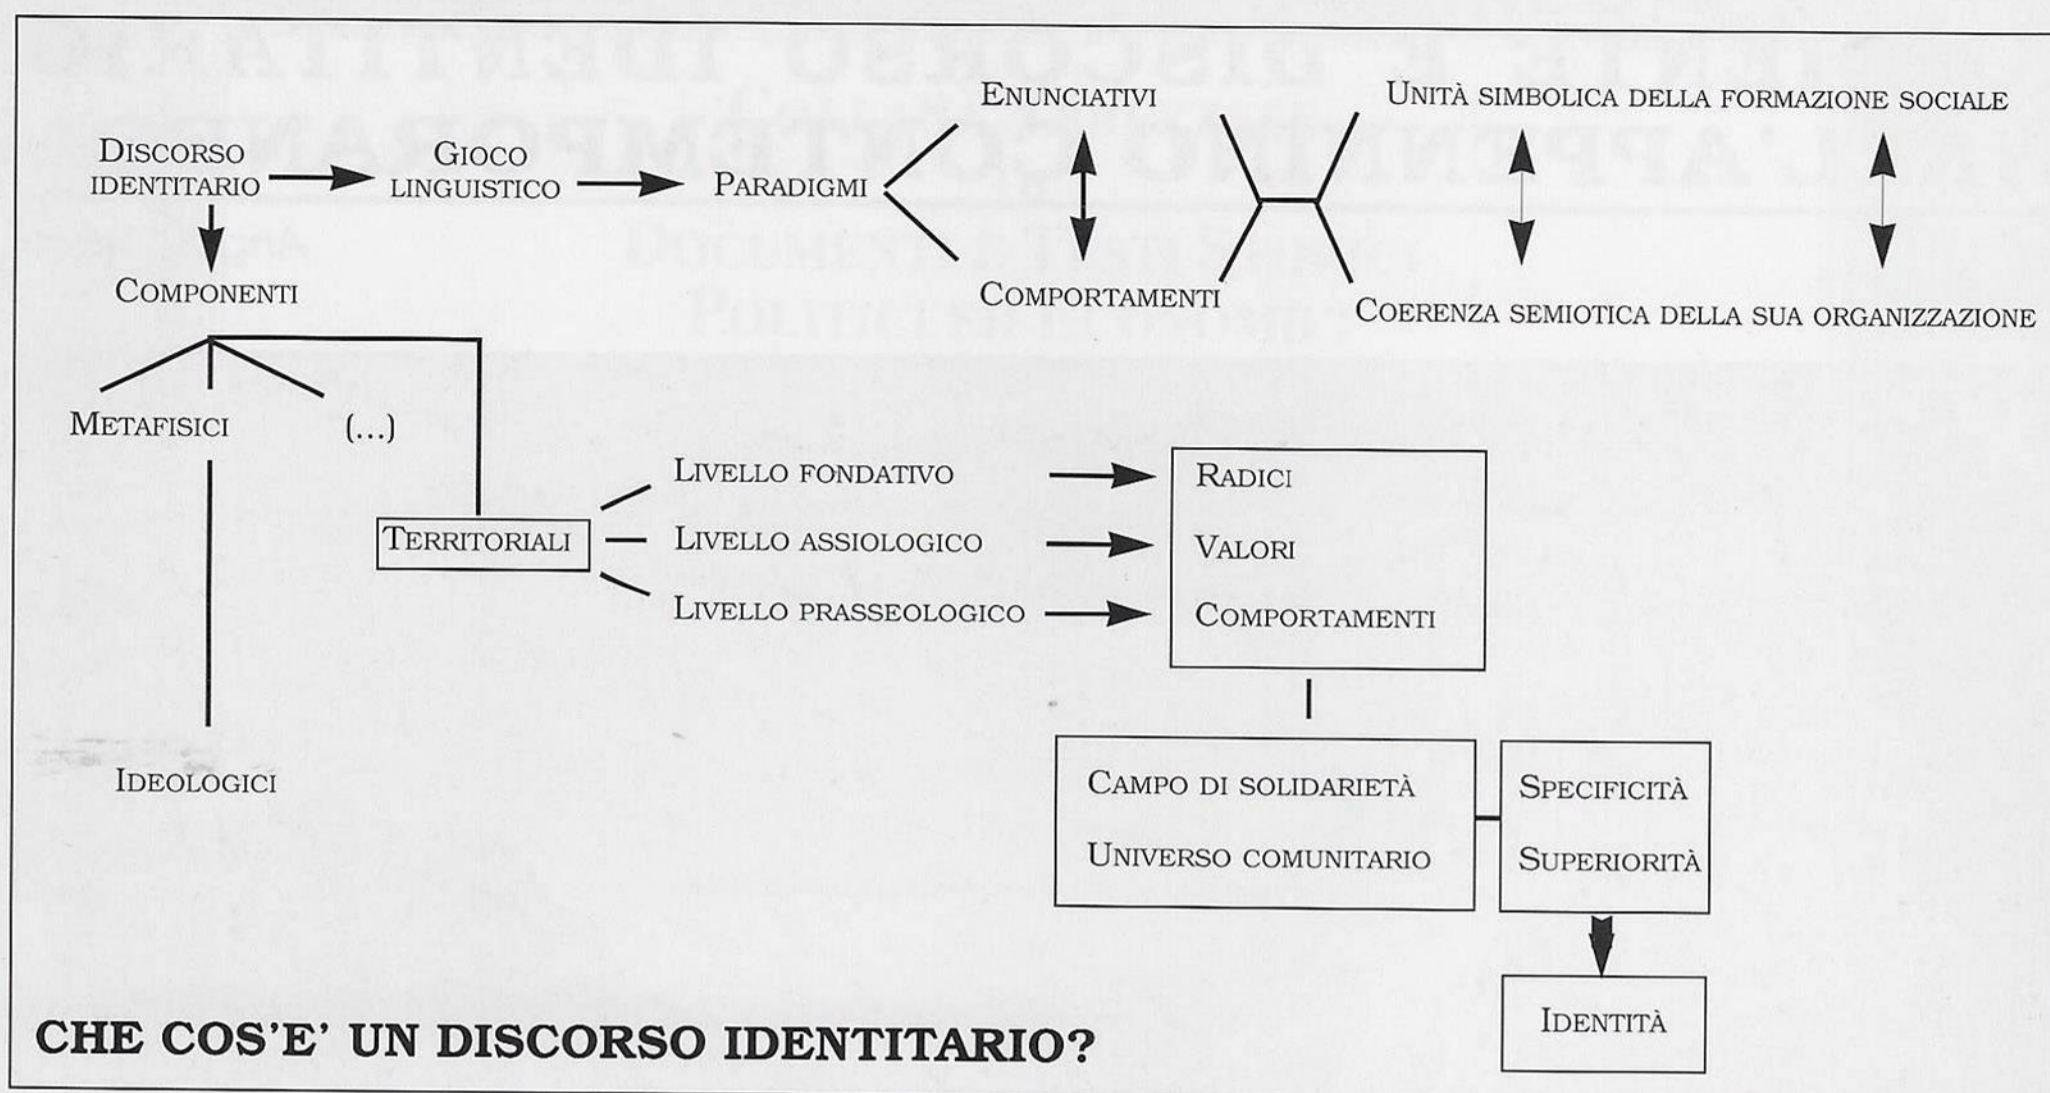 ENUNCIATIVI
UNITÀ SIMBOLICA DELLA FORMAZIONE SOCIALE
DISCORSO
IDENTITARIO
GIOCO
LINGUISTICO
PARADIGMI
COMPONENTI
COMPORTAMENTI
COERENZA SEMIOTICA DELLA SUA ORGANIZZAZIONE
METAFISICI
(...)
LIVELLO FONDATIVO
RADICI
TERRITORIALI
LIVELLO ASSIOLOGICO
VALORI
LIVELLO PRASSEOLOGICO
COMPORTAMENTI
IDEOLOGICI
CAMPO DI SOLIDARIETÀ
SPECIFICITÀ
UNIVERSO COMUNITARIO
SUPERIORITÀ
IDENTITÀ
CHE COS'E' UN DISCORSO IDENTITARIO?